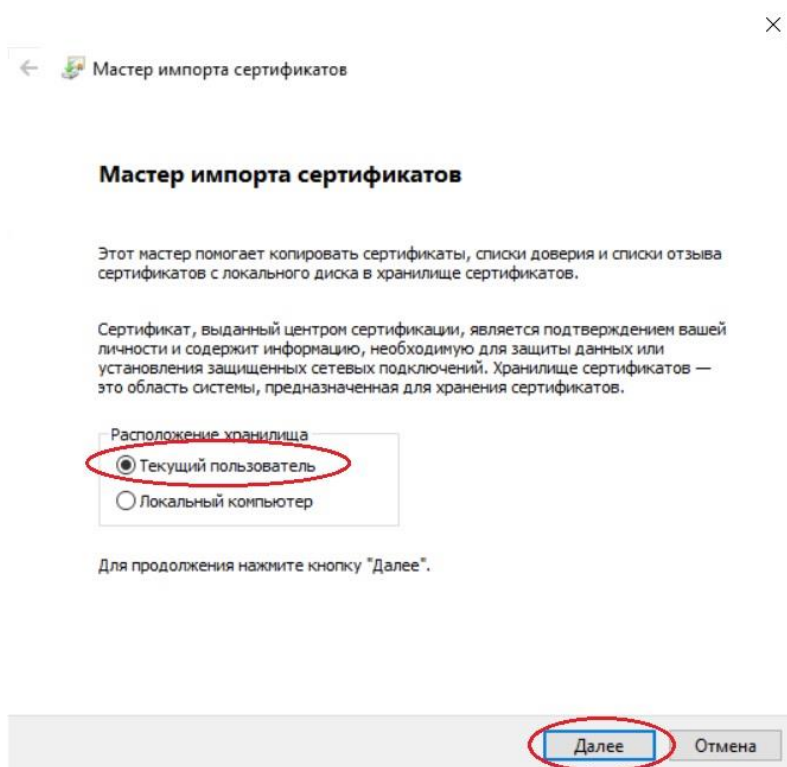 Мастер импорта сертификатов
Мастер импорта сертификатов
Этот мастер помогает копировать сертификаты, списки доверия и списки отзыва
сертификатов с локального диска в хранилище сертификатов.
Сертификат, выданный центром сертификации, является подтверждением вашей
личности и содержит информацию, необходимую для защиты данных или
установления защищенных сетевых подключений. Хранилище сертификатов —
это область системы, предназначенная для хранения сертификатов.
Расположение хранилища
Текущий пользователь
Локальный компьютер
Для продолжения нажмите кнопку "Далее".
Далее Отмена